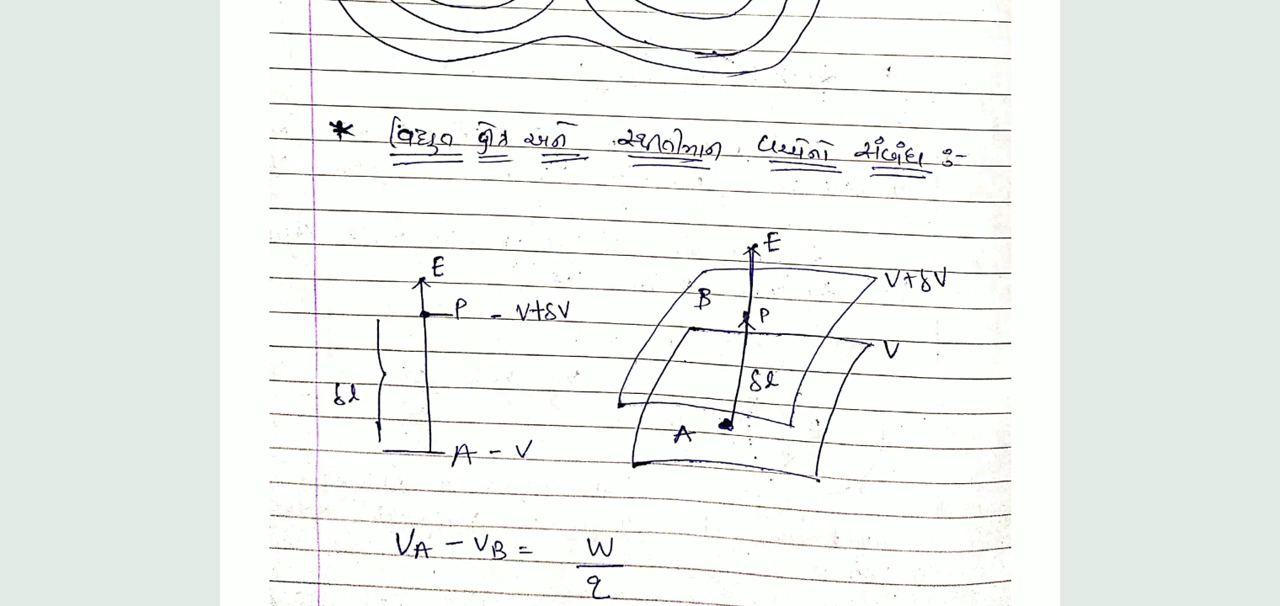 * વિદ્યુત ક્ષેત્ર અને સ્થિતીમાન વચ્ચેનો સંબંધ :-
E
P - V+δV
δl
A - V
E
V+δV
B
P
V
δl
A
VA - VB = W/q